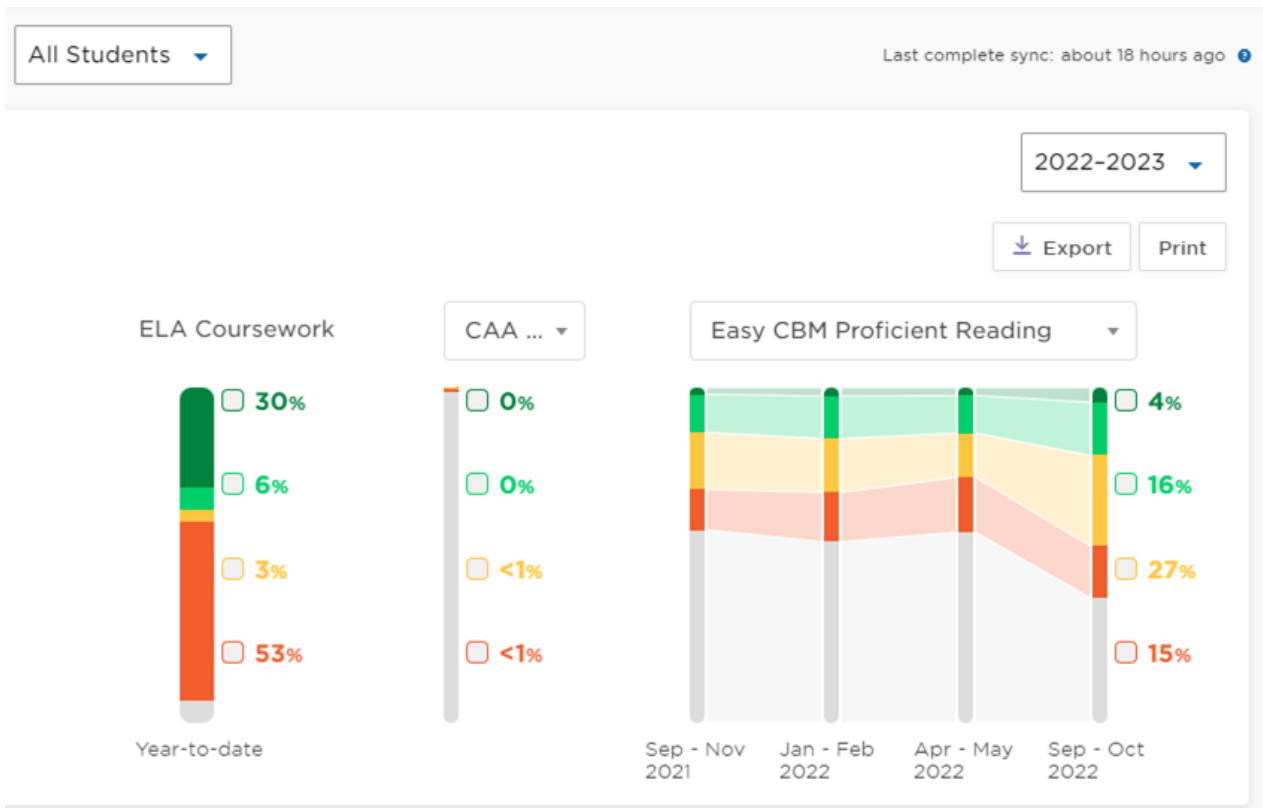 All Students
Last complete sync: about 18 hours ago
2022–2023
Export
Print
ELA Coursework
CAA ...
Easy CBM Proficient Reading
30%
6%
3%
53%
0%
0%
<1%
<1%
4%
16%
27%
15%
Year-to-date
Sep - Nov
2021
Jan - Feb
2022
Apr - May
2022
Sep - Oct
2022